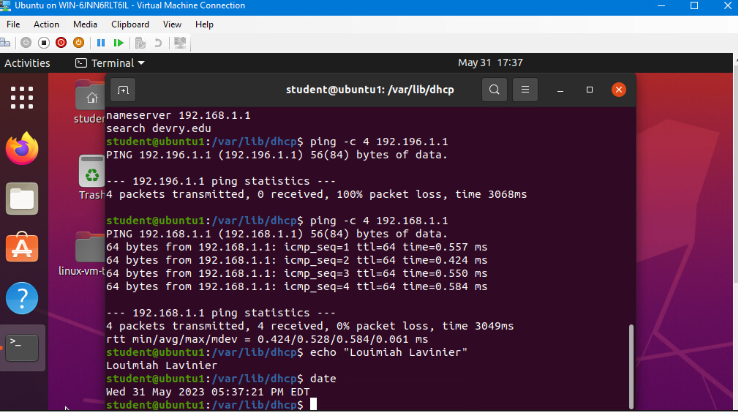 Ubuntu on WIN-6JNN6RLT6IL - Virtual Machine Connection
File Action Media Clipboard View Help
Activities Terminal May 31 17:37
student@ubuntu1: /var/lib/dhcp
nameserver 192.168.1.1
search devry.edu
student@ubuntu1:/var/lib/dhcp$ ping -c 4 192.196.1.1
PING 192.196.1.1 (192.196.1.1) 56(84) bytes of data.
--- 192.196.1.1 ping statistics ---
4 packets transmitted, 0 received, 100% packet loss, time 3068ms
student@ubuntu1:/var/lib/dhcp$ ping -c 4 192.168.1.1
PING 192.168.1.1 (192.168.1.1) 56(84) bytes of data.
64 bytes from 192.168.1.1: icmp_seq=1 ttl=64 time=0.557 ms
64 bytes from 192.168.1.1: icmp_seq=2 ttl=64 time=0.424 ms
64 bytes from 192.168.1.1: icmp_seq=3 ttl=64 time=0.550 ms
64 bytes from 192.168.1.1: icmp_seq=4 ttl=64 time=0.584 ms
--- 192.168.1.1 ping statistics ---
4 packets transmitted, 4 received, 0% packet loss, time 3049ms
rtt min/avg/max/mdev = 0.424/0.528/0.584/0.061 ms
student@ubuntu1:/var/lib/dhcp$ echo "Louimiah Lavinier"
Louimiah Lavinier
student@ubuntu1:/var/lib/dhcp$ date
Wed 31 May 2023 05:37:21 PM EDT
student@ubuntu1:/var/lib/dhcp$
studen
Trash
linux-vm-t